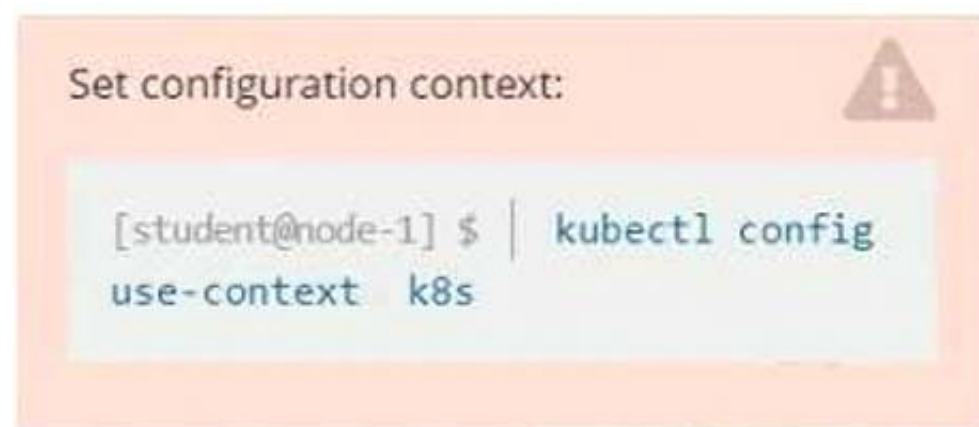 Set configuration context:
[student@node-1] $ | kubectl config
use-context k8s